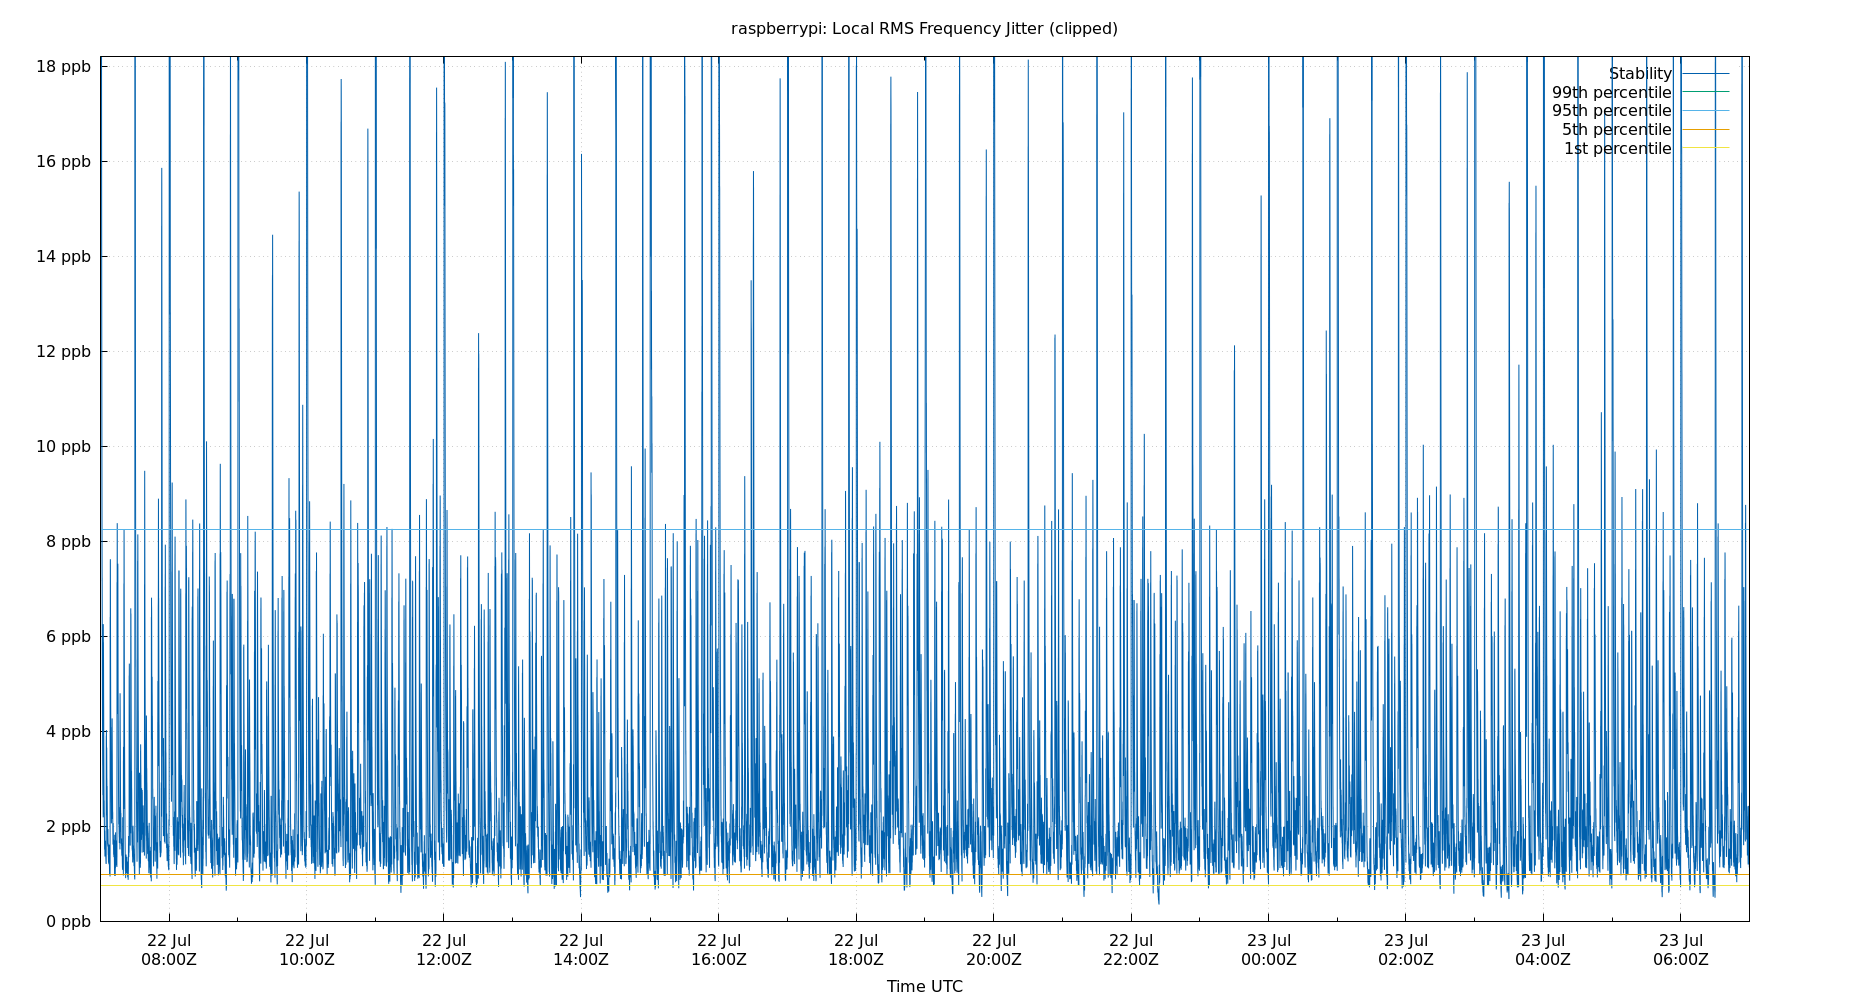 raspberrypi: Local RMS Frequency Jitter (clipped)
18 ppb
16 ppb
14 ppb
12 ppb
10 ppb
8 ppb
6 ppb
4 ppb
2 ppb
0 ppb
Stability
99th percentile
95th percentile
5th percentile
1st percentile
22 Jul 22 Jul 22 Jul 22 Jul 22 Jul 22 Jul 22 Jul 22 Jul 23 Jul 23 Jul 23 Jul 23 Jul
08:00Z 10:00Z 12:00Z 14:00Z 16:00Z 18:00Z 20:00Z 22:00Z 00:00Z 02:00Z 04:00Z 06:00Z
Time UTC